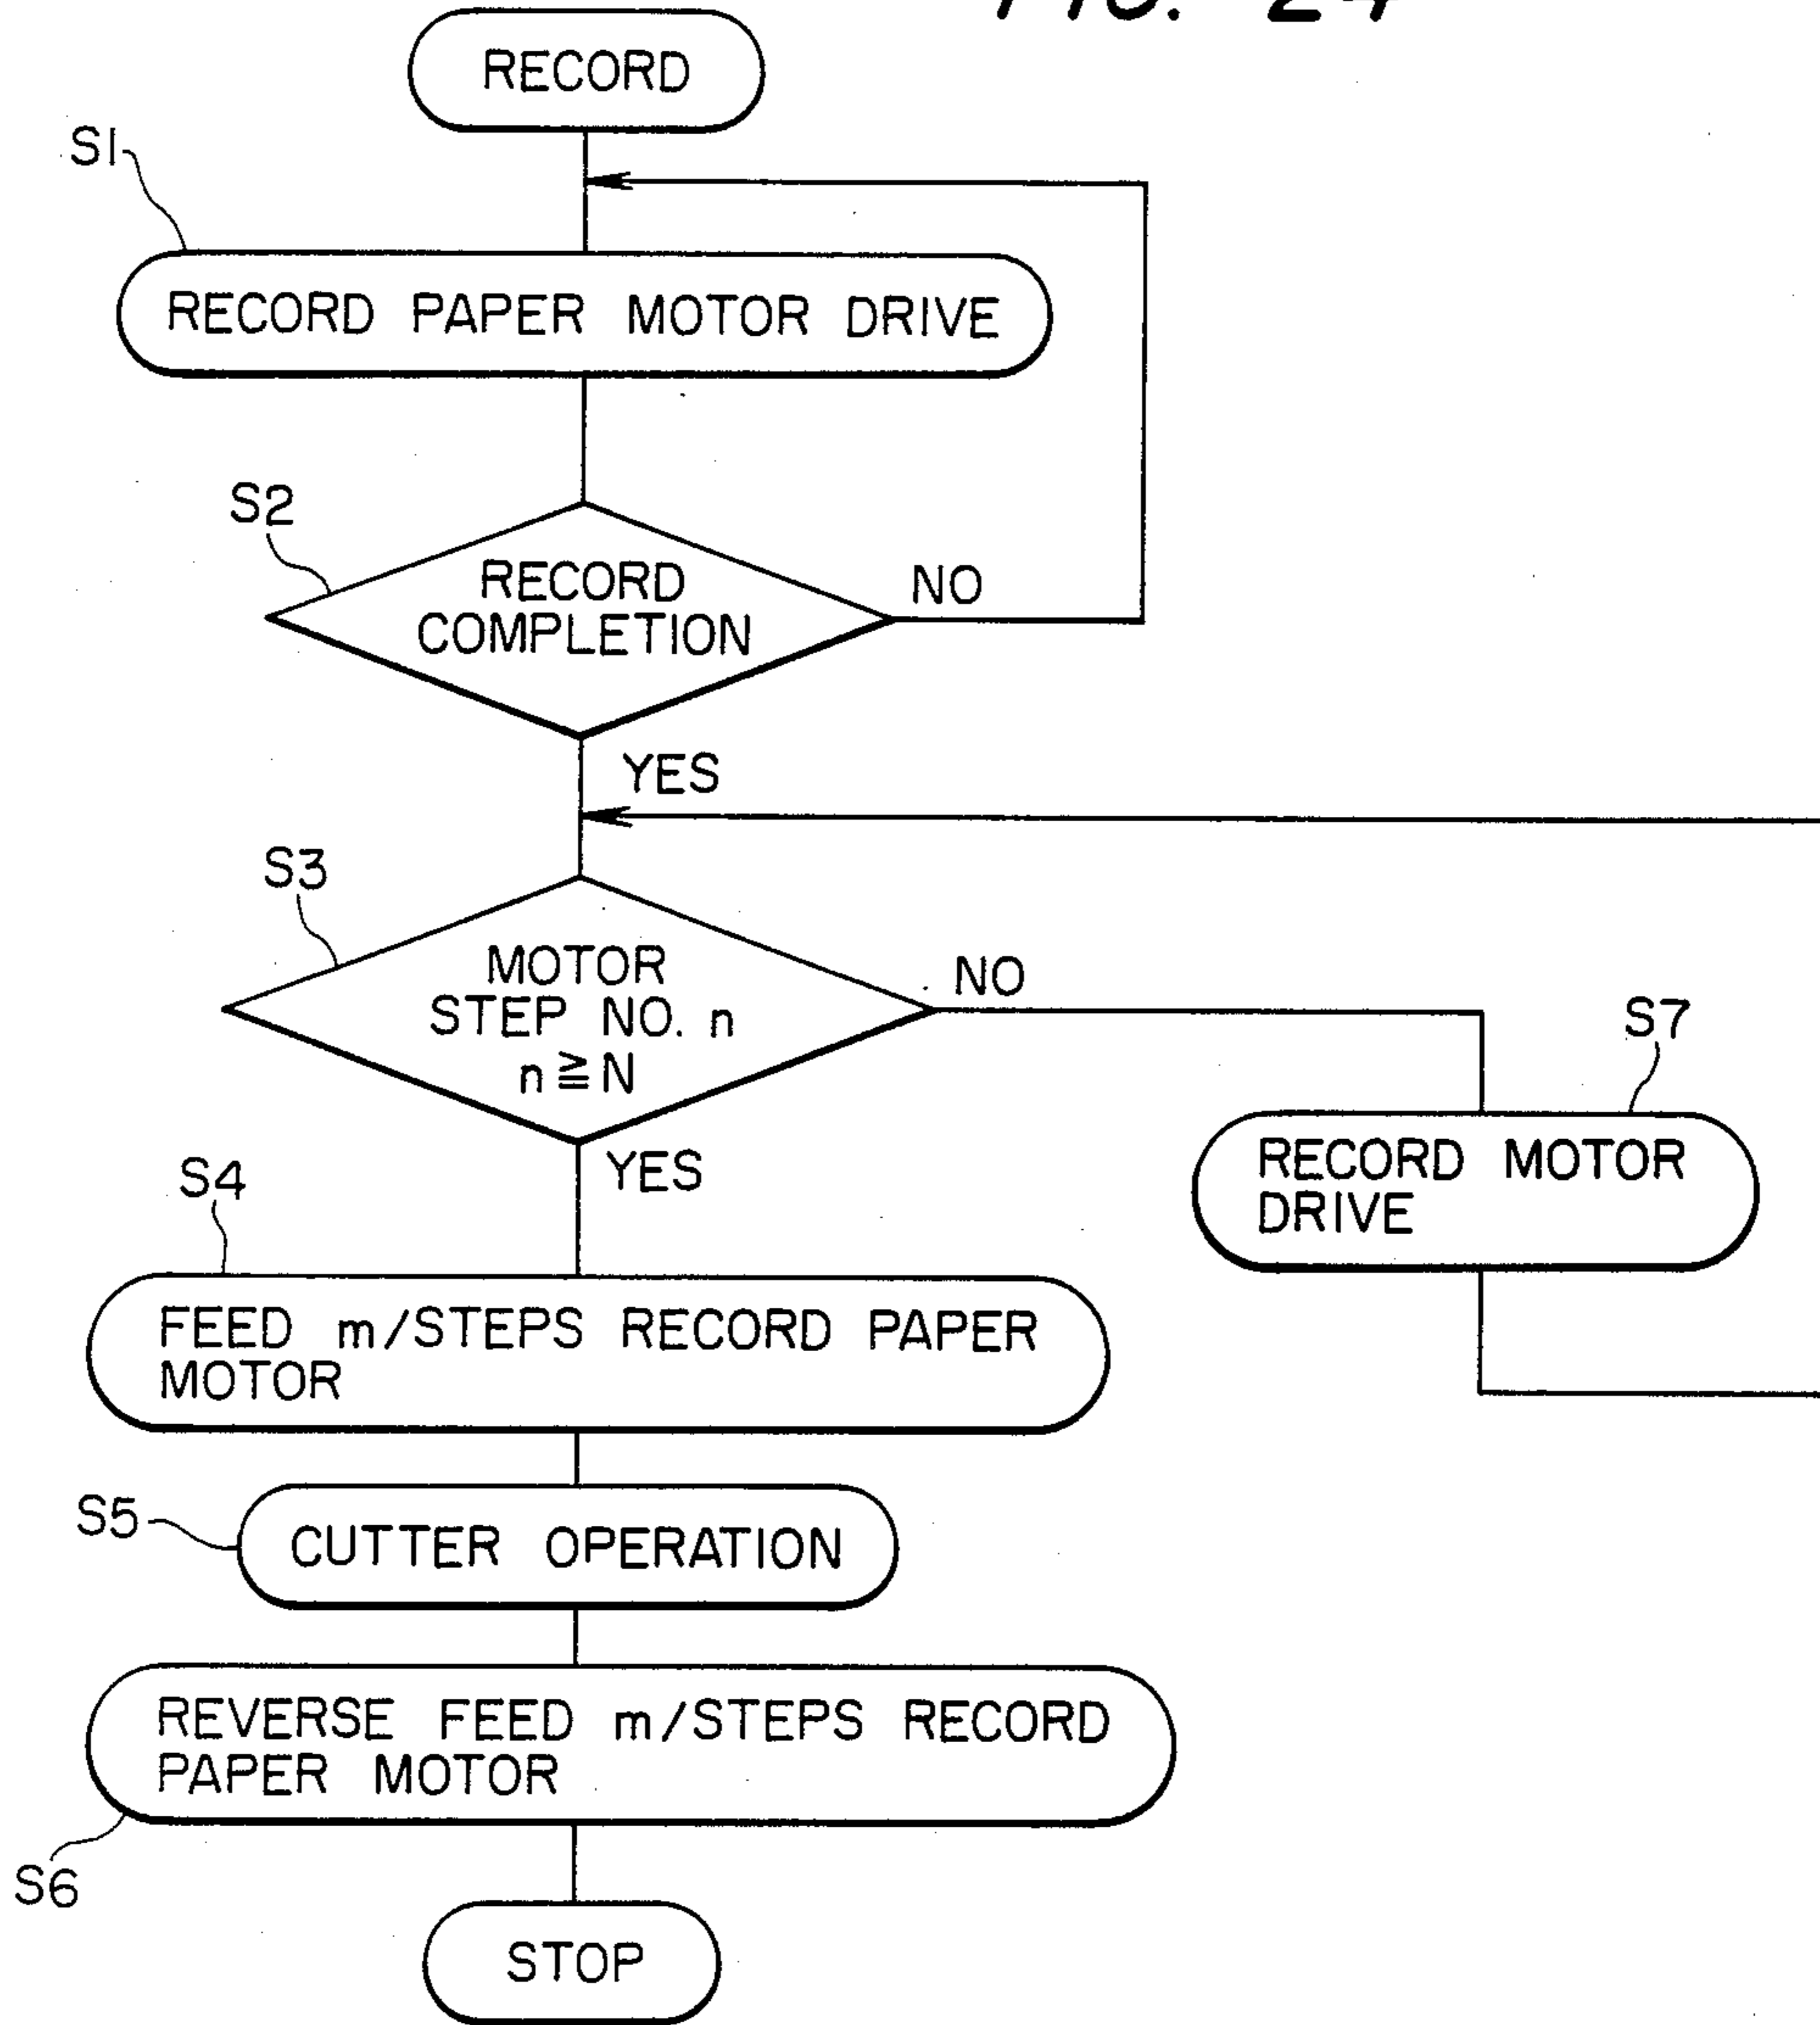 FIG. 24
RECORD
S1
RECORD PAPER MOTOR DRIVE
S2
RECORD
COMPLETION
NO
YES
S3
MOTOR
STEP NO. n
n≧N
NO
S7
RECORD MOTOR
DRIVE
YES
S4
FEED m/STEPS RECORD PAPER
MOTOR
S5
CUTTER OPERATION
REVERSE FEED m/STEPS RECORD
PAPER MOTOR
S6
STOP